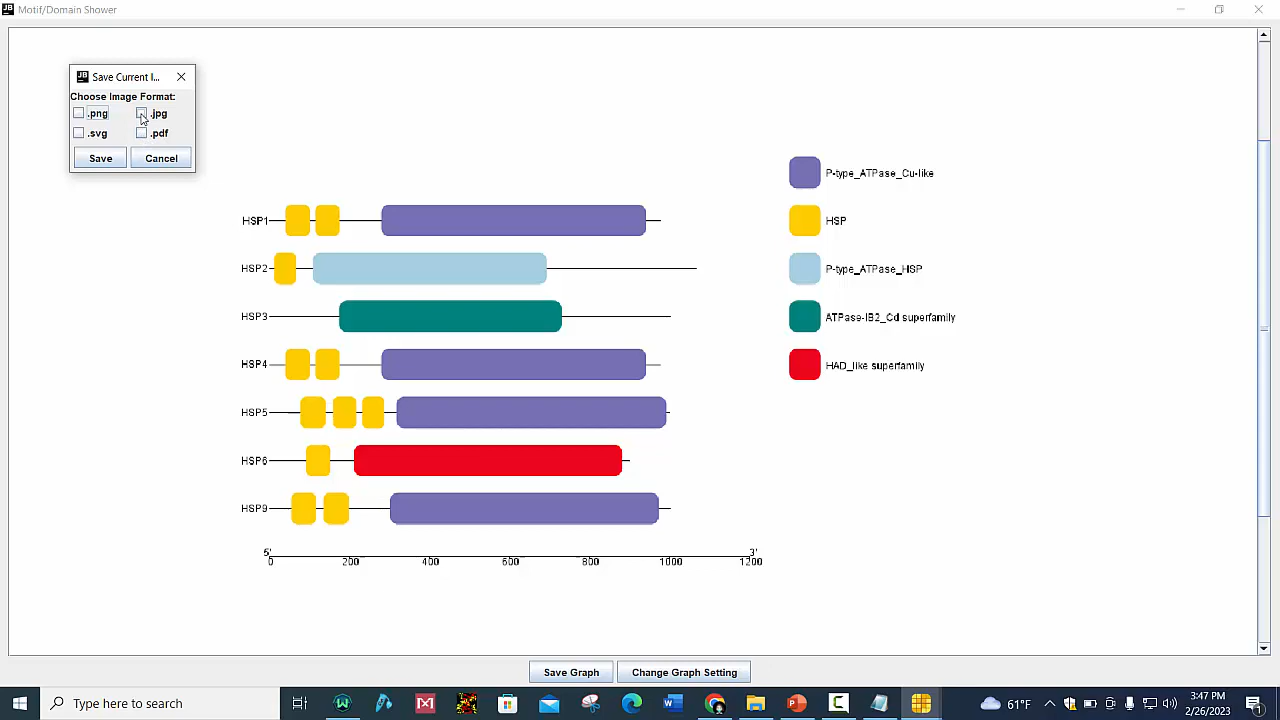 JB Motif/Domain Shower
JB Save Current I...
Choose Image Format:
.png .jpg
.svg .pdf
Save Cancel
P-type_ATPase_Cu-like
HSP
P-type_ATPase_HSP
ATPase-IB2_Cd superfamily
HAD_like superfamily
HSP1
HSP2
HSP3
HSP4
HSP5
HSP6
HSP9
5' 3'
0 200 400 600 800 1000 1200
Save Graph Change Graph Setting
Type here to search
61°F
3:47 PM
2/26/2023